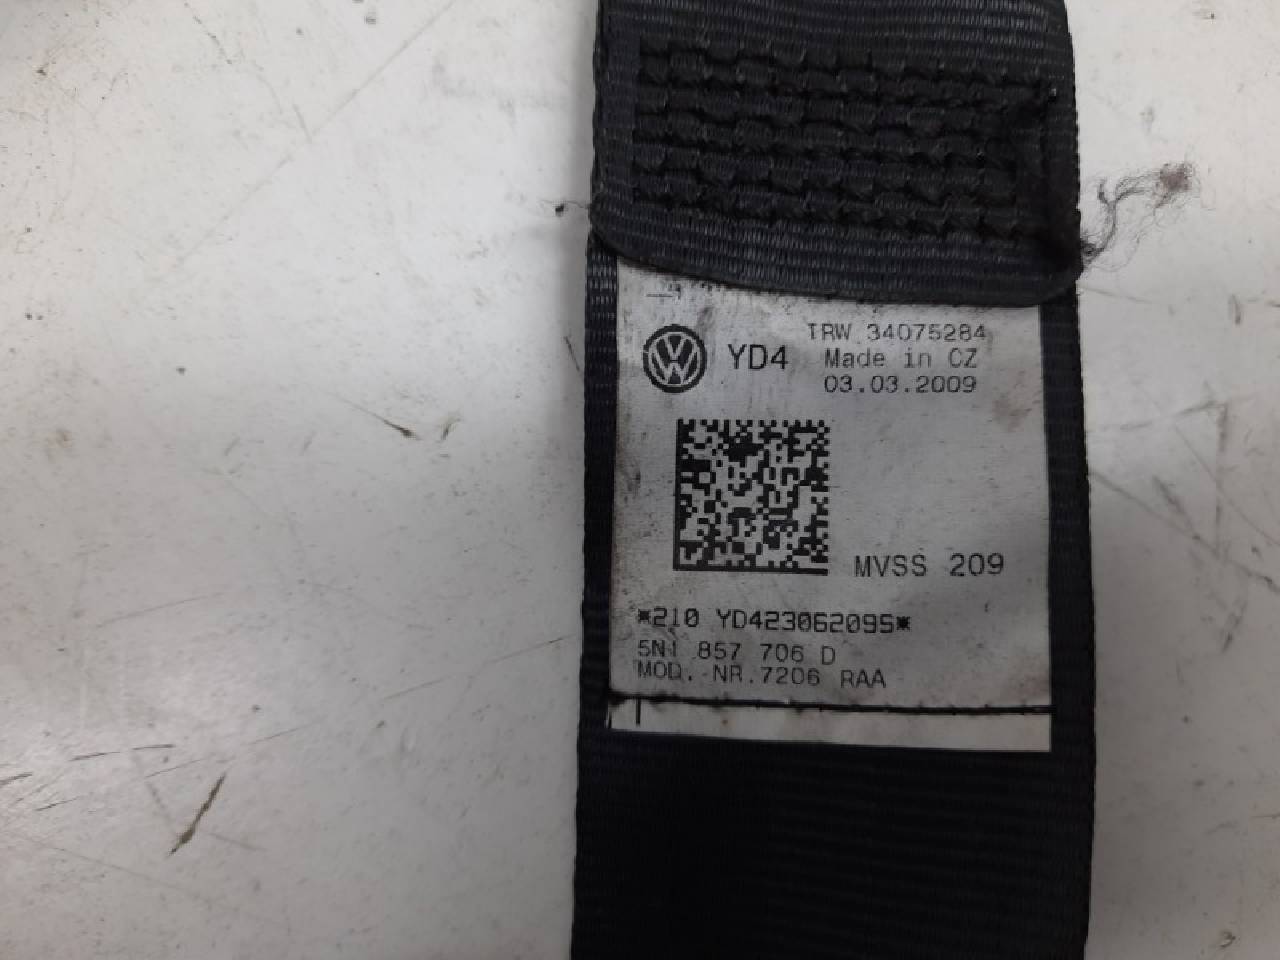 TRW 34075284
YD4 Made in CZ
03.03.2009
MVSS 209
*210 YD423062095*
5N1 857 706 D
MOD. NR.7206 RAA